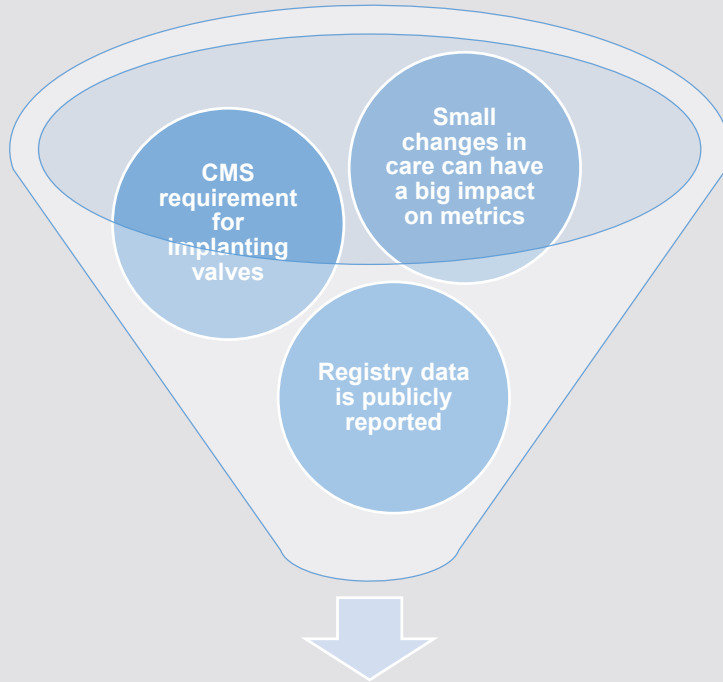 CMS
requirement
for
implanting
valves
Small
changes in
care can have
a big impact
on metrics
Registry data
is publicly
reported